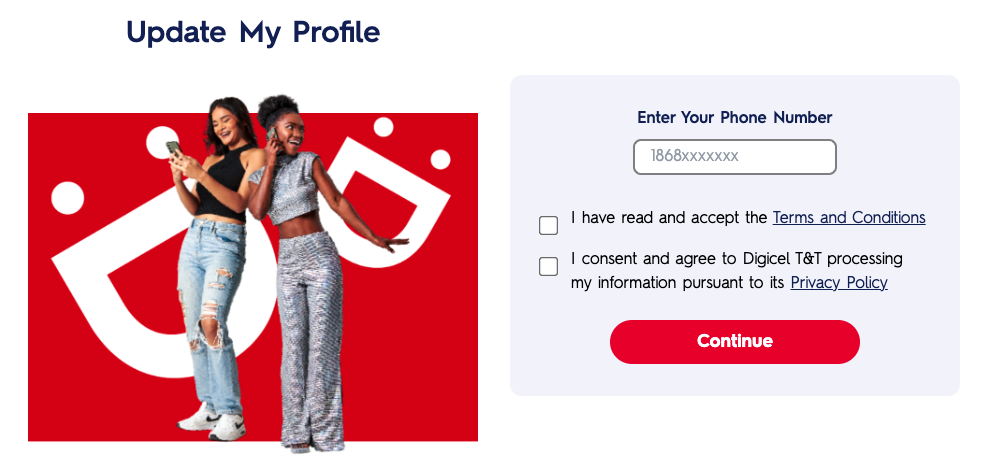 Update My Profile
Enter Your Phone Number
1868xxxxxxx
I have read and accept the Terms and Conditions
I consent and agree to Digicel T&T processing
my information pursuant to its Privacy Policy
Continue